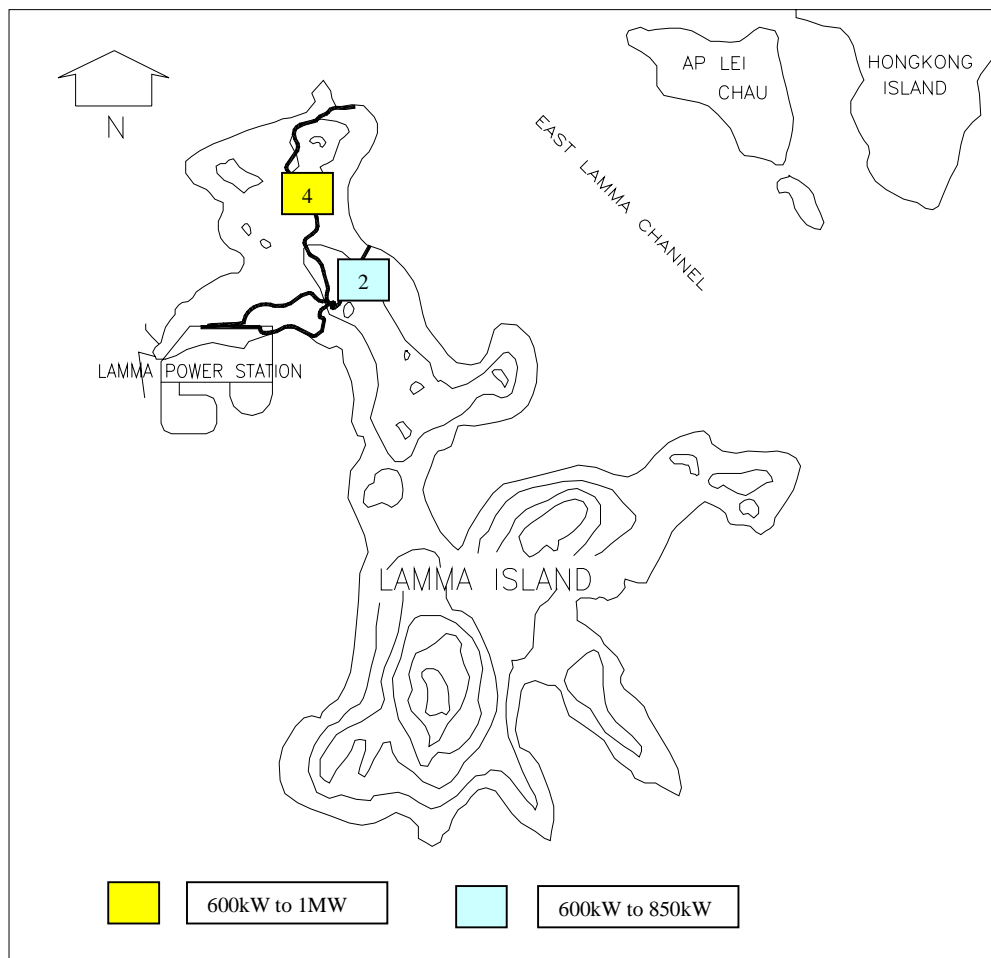 AP LEI
CHAU
HONGKONG
ISLAND
N
EAST LAMMA CHANNEL
4
2
LAMMA POWER STATION
LAMMA ISLAND
600kW to 1MW
600kW to 850kW